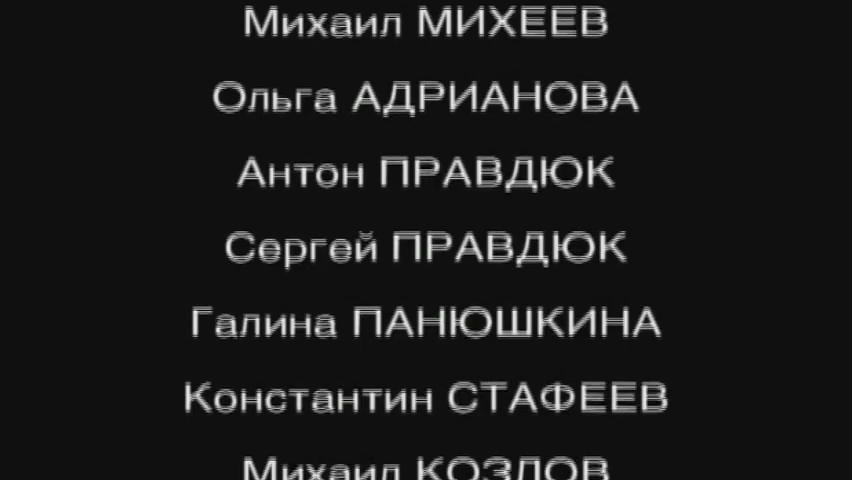 Михаил МИХЕЕВ
Ольга АДРИАНОВА
Антон ПРАВДЮК
Сергей ПРАВДЮК
Галина ПАНЮШКИНА
Константин СТАФЕЕВ
Михаил КОЗЛОВ